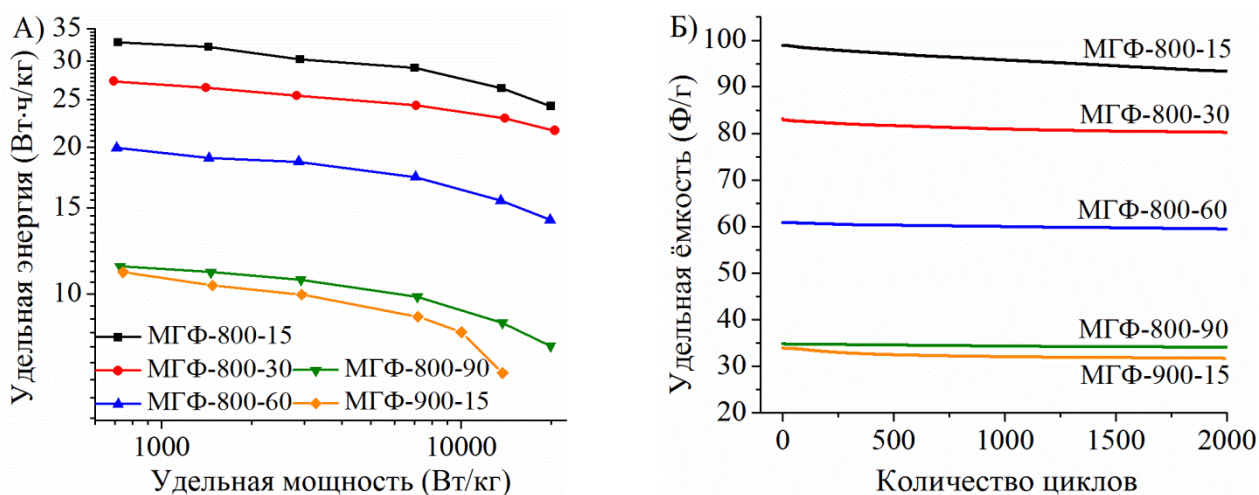 А)
35
30
25
20
15
10
Удельная энергия (Вт·ч/кг)
МГФ-800-15
МГФ-800-30
МГФ-800-60
МГФ-800-90
МГФ-900-15
1000
10000
Удельная мощность (Вт/кг)
Б)
100
90
80
70
60
50
40
30
20
Удельная ёмкость (Ф/г)
МГФ-800-15
МГФ-800-30
МГФ-800-60
МГФ-800-90
МГФ-900-15
0
500
1000
1500
2000
Количество циклов